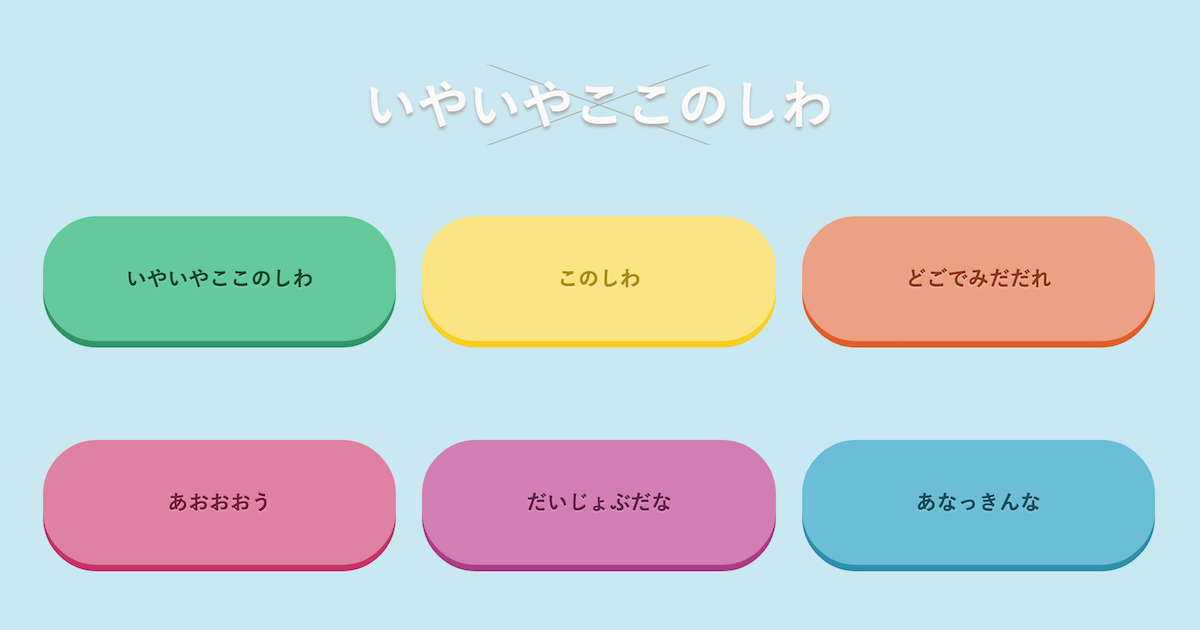 いやいやここのしわ
いやいやここのしわ
このしわ
どごでみだだれ
あおおおう
だいじょぶだな
あなっきんな